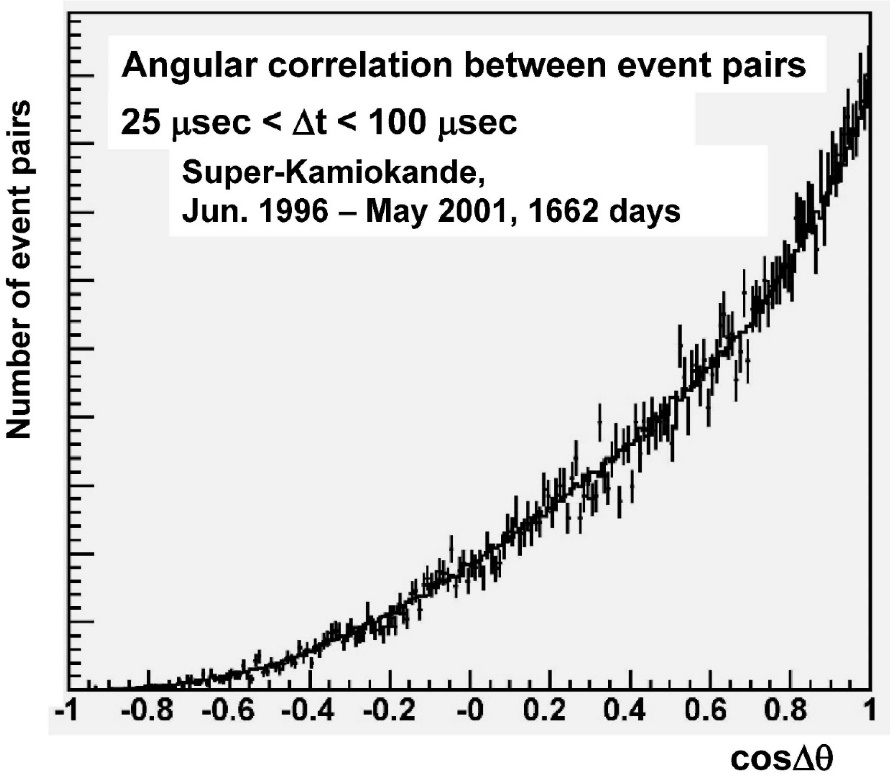 Angular correlation between event pairs
25 μsec < Δt < 100 μsec
Super-Kamiokande,
Jun. 1996 – May 2001, 1662 days
Number of event pairs
-1 -0.8 -0.6 -0.4 -0.2 -0 0.2 0.4 0.6 0.8 1
cosΔθ